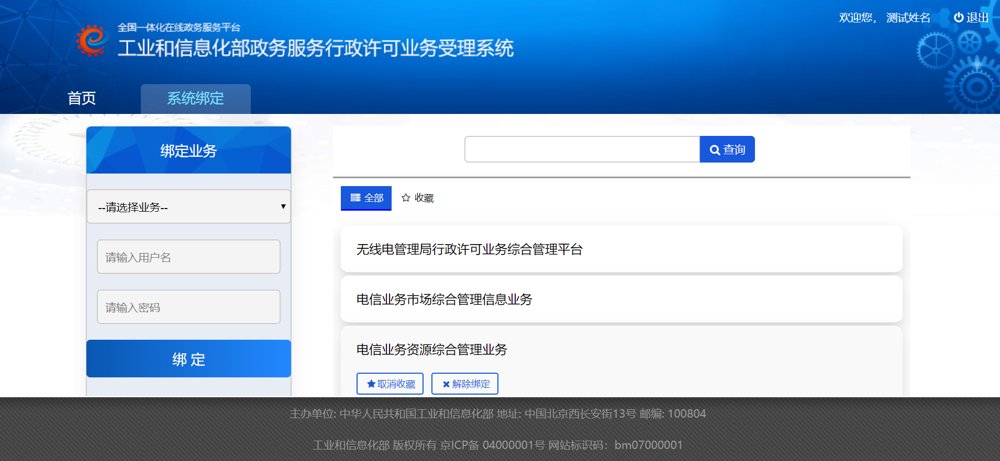 欢迎您， 测试姓名 退出
全国一体化在线政务服务平台
工业和信息化部政务服务行政许可业务受理系统
首页 系统绑定
绑定业务
--请选择业务--
请输入用户名
请输入密码
绑 定
查询
全部 收藏
无线电管理局行政许可业务综合管理平台
电信业务市场综合管理信息业务
电信业务资源综合管理业务
取消收藏 解除绑定
主办单位: 中华人民共和国工业和信息化部 地址: 中国北京西长安街13号 邮编: 100804
工业和信息化部 版权所有 京ICP备 04000001号 网站标识码：bm07000001